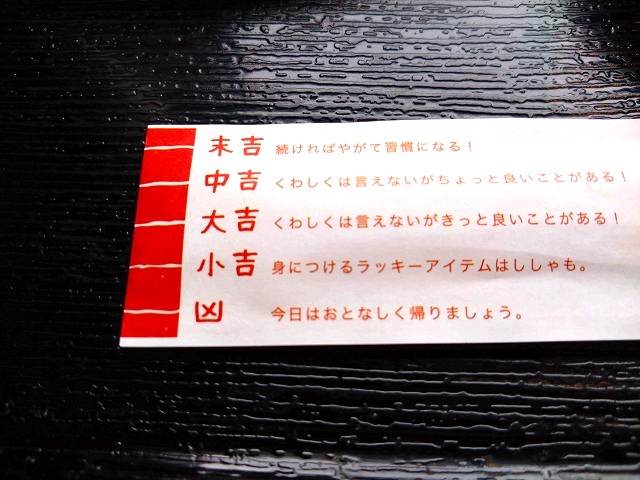 末吉 続ければやがて習慣になる！
中吉 くわしくは言えないがちょっと良いことがある！
大吉 くわしくは言えないがきっと良いことがある！
小吉 身につけるラッキーアイテムはししゃも。
凶 今日はおとなしく帰りましょう。